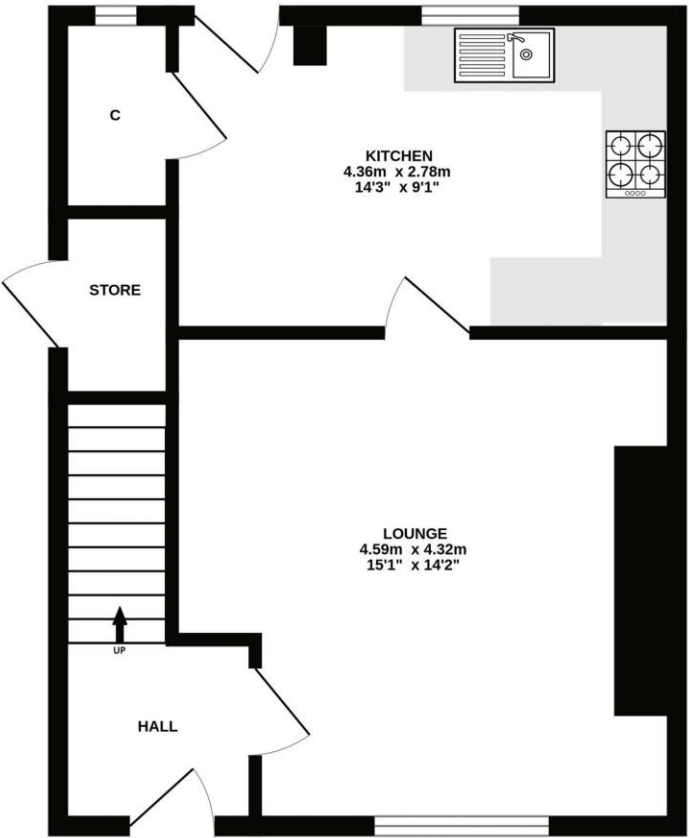 C
KITCHEN
4.36m x 2.78m
14'3" x 9'1"
STORE
LOUNGE
4.59m x 4.32m
15'1" x 14'2"
UP
HALL